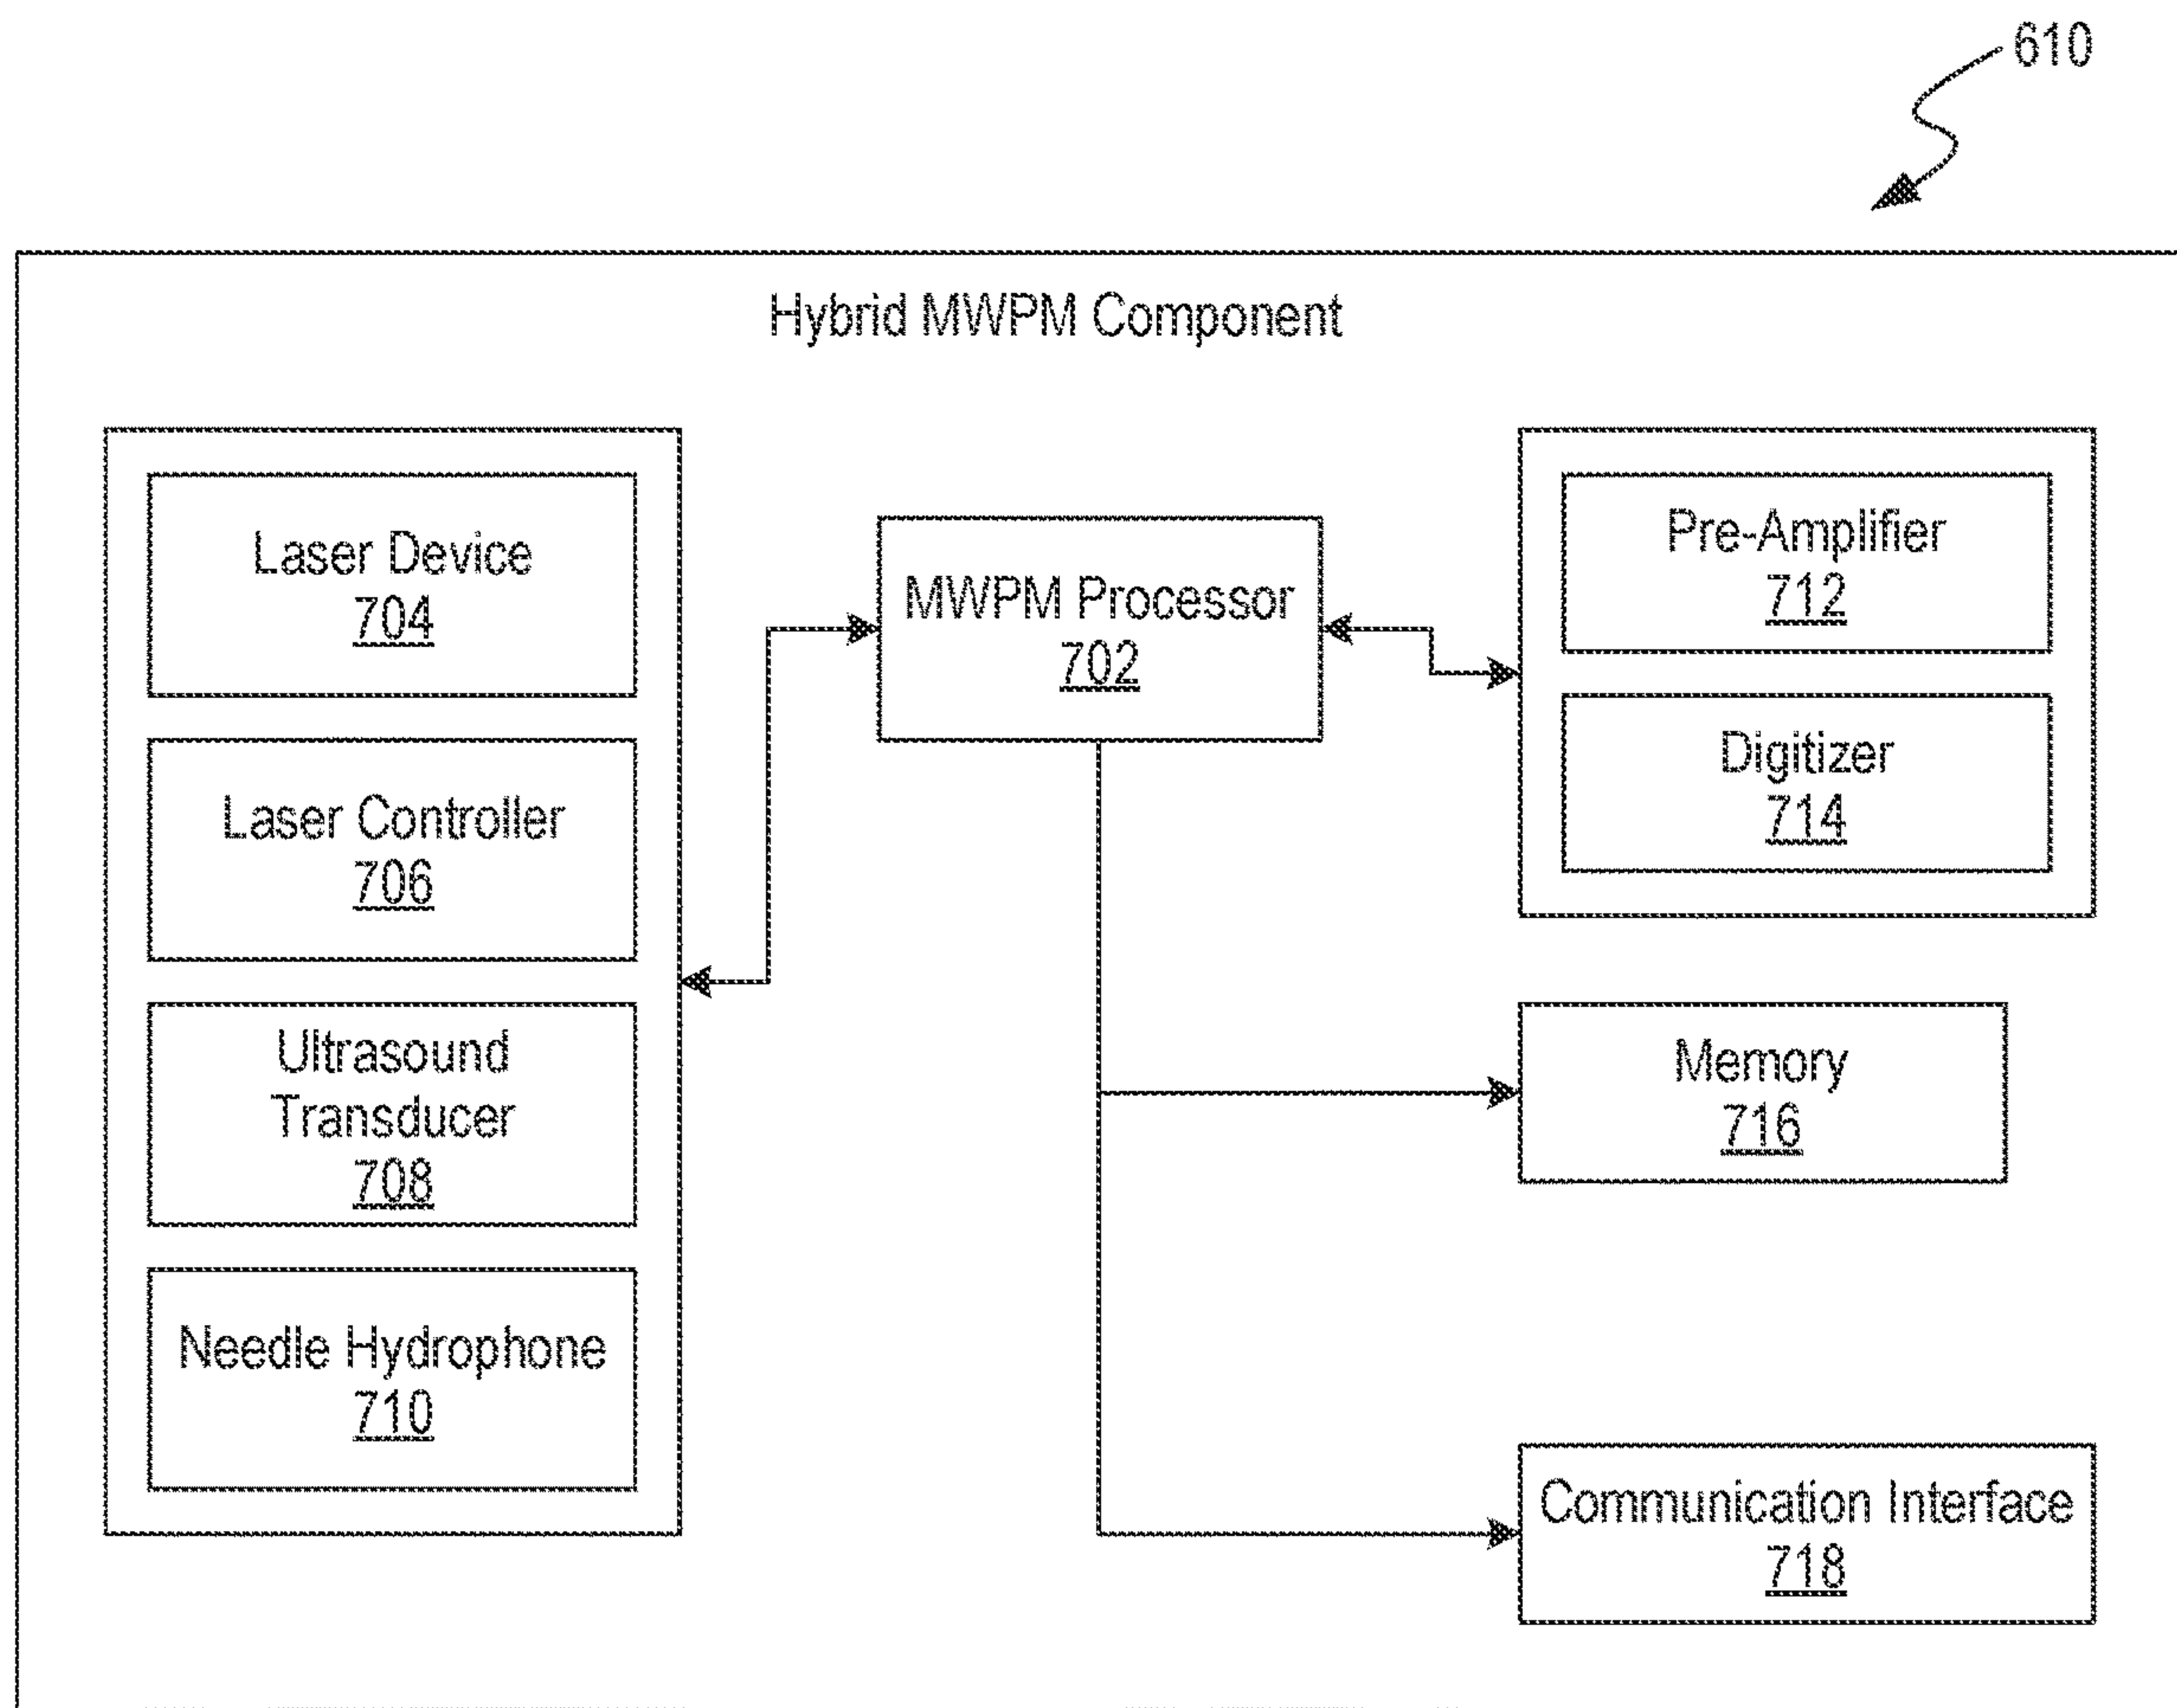 610
Hybrid MWPM Component
Laser Device
704
Laser Controller
706
Ultrasound
Transducer
708
Needle Hydrophone
710
MWPM Processor
702
Pre-Amplifier
712
Digitizer
714
Memory
716
Communication Interface
718